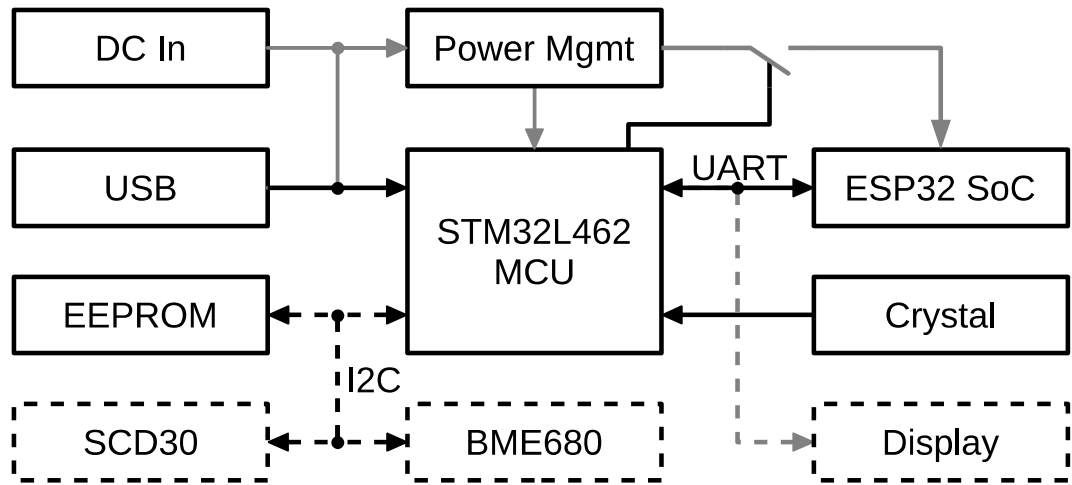 DC In
Power Mgmt
USB
UART
ESP32 SoC
STM32L462
MCU
EEPROM
Crystal
I2C
SCD30
BME680
Display